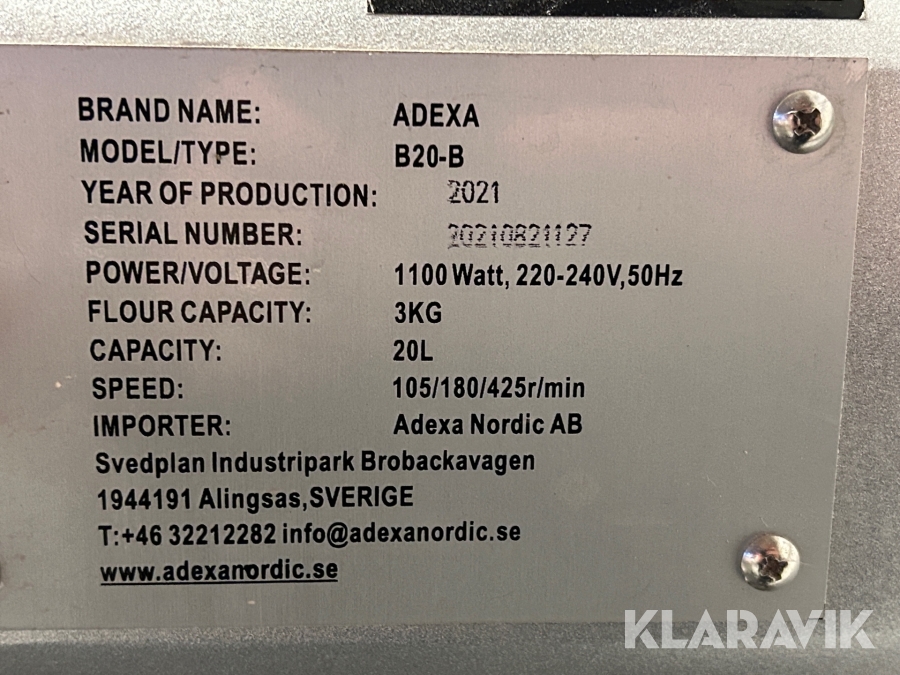 BRAND NAME: ADEXA
MODEL/TYPE: B20-B
YEAR OF PRODUCTION: 2021
SERIAL NUMBER: 20210821127
POWER/VOLTAGE: 1100 Watt, 220-240V,50Hz
FLOUR CAPACITY: 3KG
CAPACITY: 20L
SPEED: 105/180/425r/min
IMPORTER: Adexa Nordic AB
Svedplan Industripark Brobackavagen
1944191 Alingsas,SVERIGE
T:+46 32212282 info@adexanordic.se
www.adexanordic.se
KLARAVIK